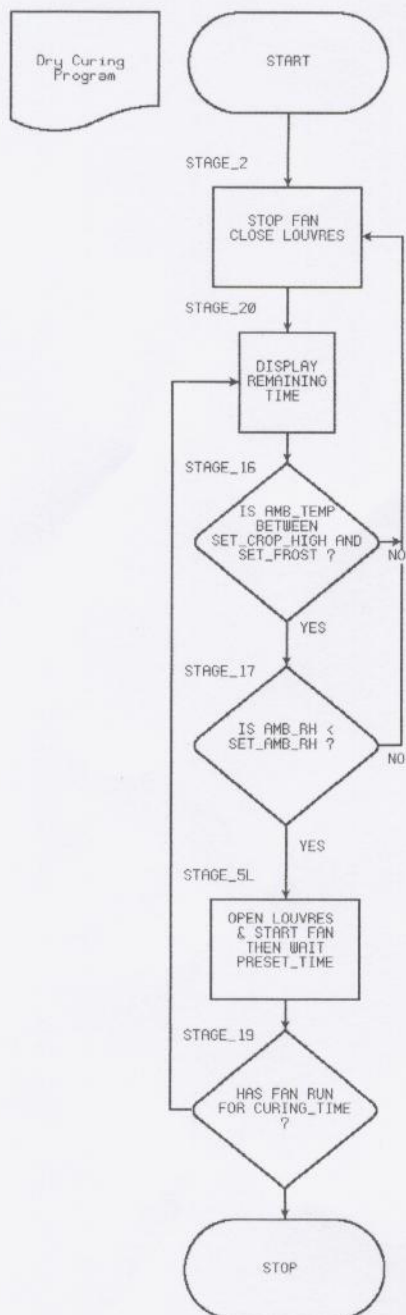 Dry Curing
Program
START
STAGE_2
STOP FAN
CLOSE LOUVRES
STAGE_20
DISPLAY
REMAINING
TIME
STAGE_16
IS AMB_TEMP
BETWEEN
SET_CROP_HIGH AND
SET_FROST ?
NO
YES
STAGE_17
IS AMB_RH <
SET_AMB_RH ?
NO
YES
STAGE_5L
OPEN LOUVRES
& START FAN
THEN WAIT
PRESET_TIME
STAGE_19
HAS FAN RUN
FOR CURING_TIME
?
STOP